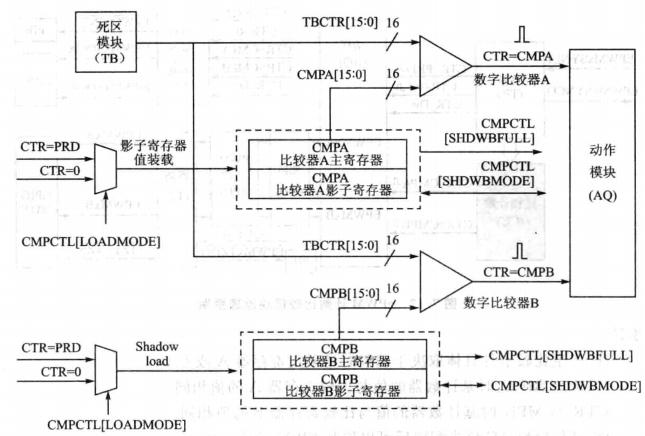 死区
模块
（TB）
TBCTR[15:0]
16
CTR=CMPA
数字比较器A
CMPA[15:0]
16
影子寄存器
值装载
CTR=PRD
CTR=0
CMPCTL[LOADMODE]
CMPA
比较器A主寄存器
CMPA
比较器A影子寄存器
CMPCTL
[SHDWBFULL]
CMPCTL
[SHDWBMODE]
动作
模块
(AQ)
TBCTR[15:0]
16
CTR=CMPB
数字比较器B
CMPB[15:0]
16
CTR=PRD
CTR=0
Shadow
load
CMPCTL[LOADMODE]
CMPB
比较器B主寄存器
CMPB
比较器B影子寄存器
CMPCTL[SHDWBFULL]
CMPCTL[SHDWBMODE]